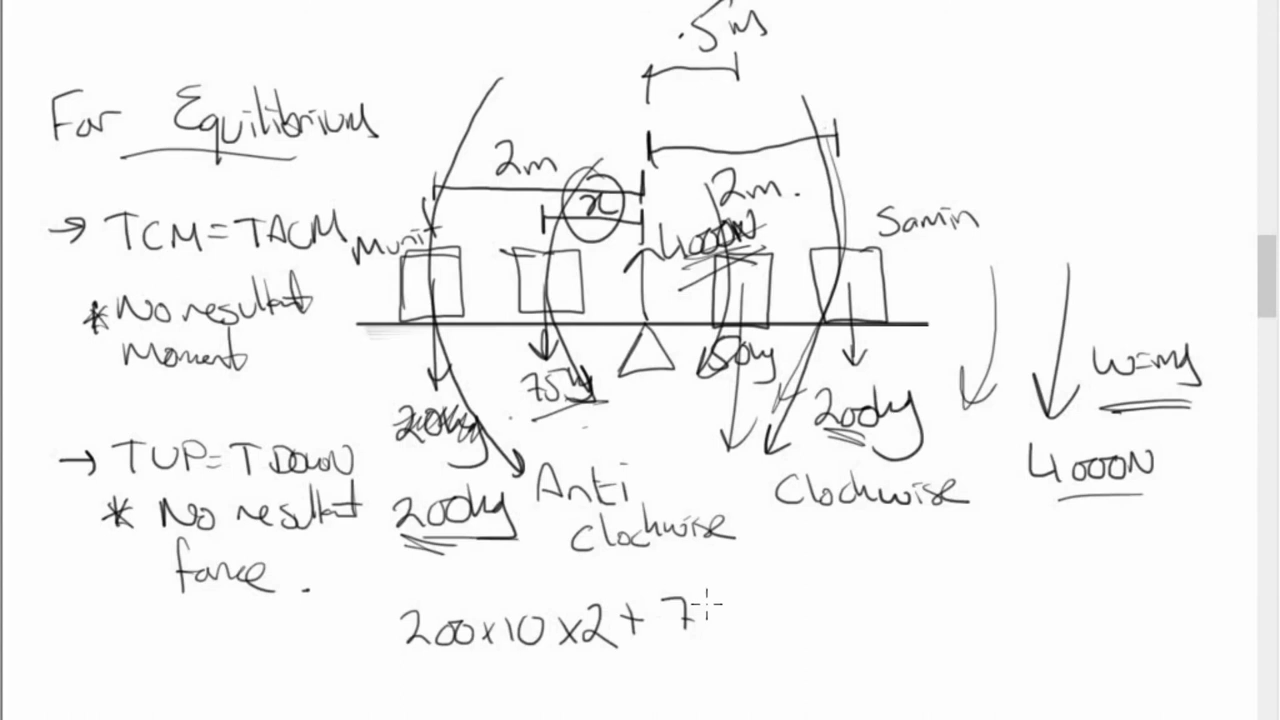 .5m
For Equilibrium
2m
x
2m.
→ TCM = TACM
Munir
4000N
Samin
* No resultant
Moment
75kg
50kg
w=mg
200kg
200kg
4000N
→ TUP = TDOWN
* No resultant
force.
200kg
Anti
clockwise
Clockwise
200×10×2+7